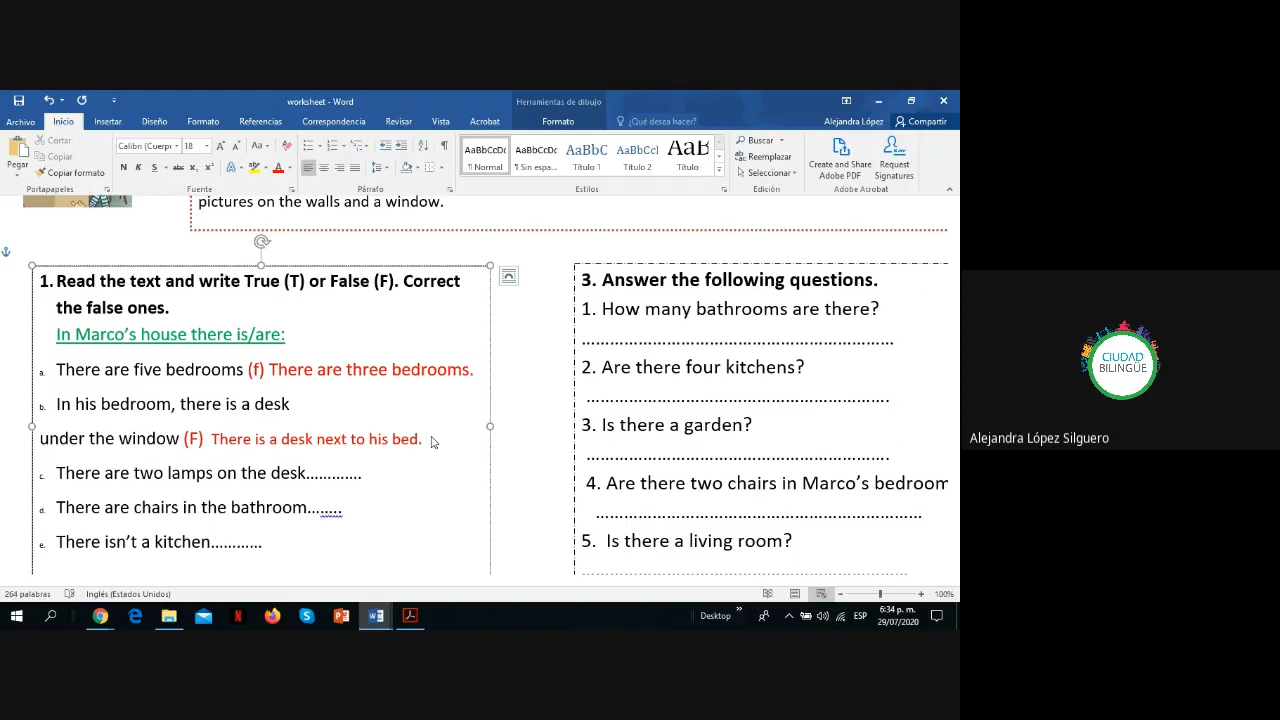 worksheet - Word
Herramientas de dibujo
Archivo Inicio Insertar Diseño Formato Referencias Correspondencia Revisar Vista Acrobat Formato ¿Qué desea hacer? Alejandra López Compartir
Pegar
Cortar
Copiar
Copiar formato
Portapapeles
Calibri (Cuerpo 18
N K S abc x₂ x²
Fuente
Párrafo
AaBbCcDc AaBbCcDc AaBbC AaBbCcI AaB
¶ Normal ¶ Sin espa... Título 1 Título 2 Título
Estilos
Buscar
Reemplazar
Seleccionar
Edición
Create and Share
Adobe PDF
Request
Signatures
Adobe Acrobat
pictures on the walls and a window.
1. Read the text and write True (T) or False (F). Correct
the false ones.
In Marco’s house there is/are:
a. There are five bedrooms (f) There are three bedrooms.
b. In his bedroom, there is a desk
under the window (F) There is a desk next to his bed.
c. There are two lamps on the desk………….
d. There are chairs in the bathroom……..
e. There isn’t a kitchen…………
3. Answer the following questions.
1. How many bathrooms are there?
……………………………………………………….
2. Are there four kitchens?
…………………………………………………….
3. Is there a garden?
…………………………………………………….
4. Are there two chairs in Marco’s bedroom
…………………………………………………………
5. Is there a living room?
264 palabras Inglés (Estados Unidos) 100%
Desktop ESP 6:34 p. m.
29/07/2020
CIUDAD
BILINGÜE
Alejandra López Silguero